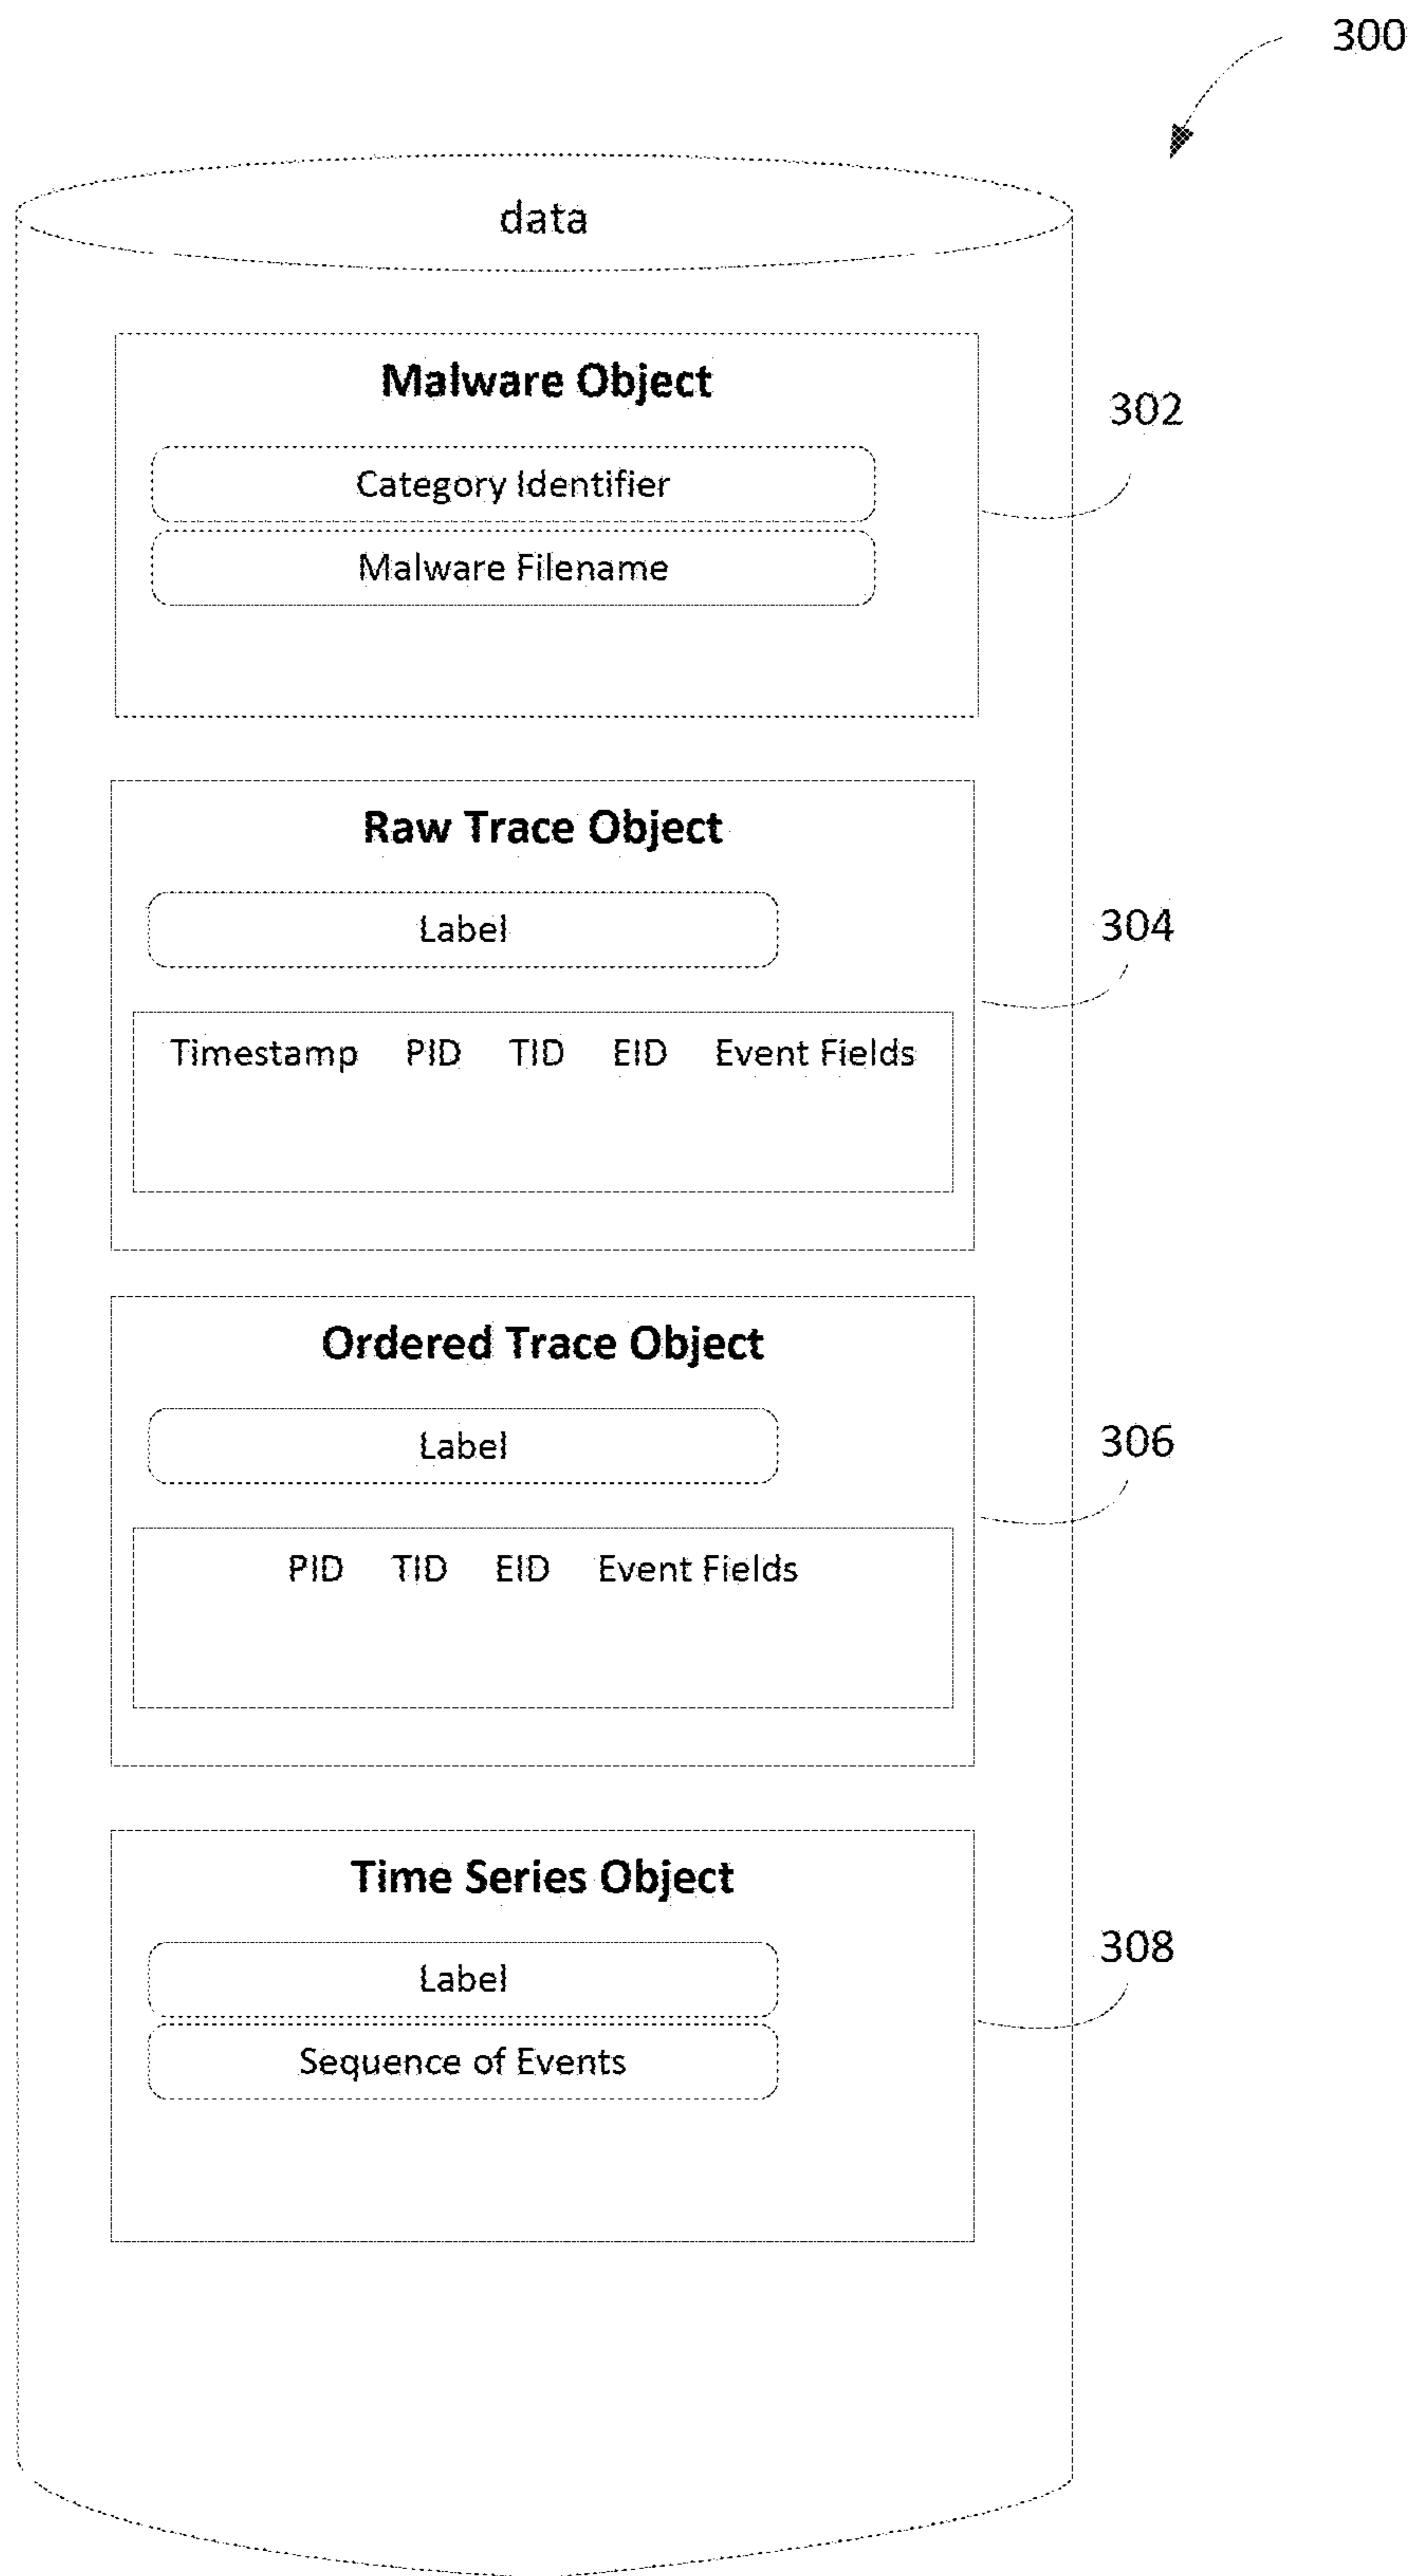 300
data
Malware Object
302
Category Identifier
Malware Filename
Raw Trace Object
Label
304
Timestamp PID TID EID Event Fields
Ordered Trace Object
Label
306
PID TID EID Event Fields
Time Series Object
308
Label
Sequence of Events